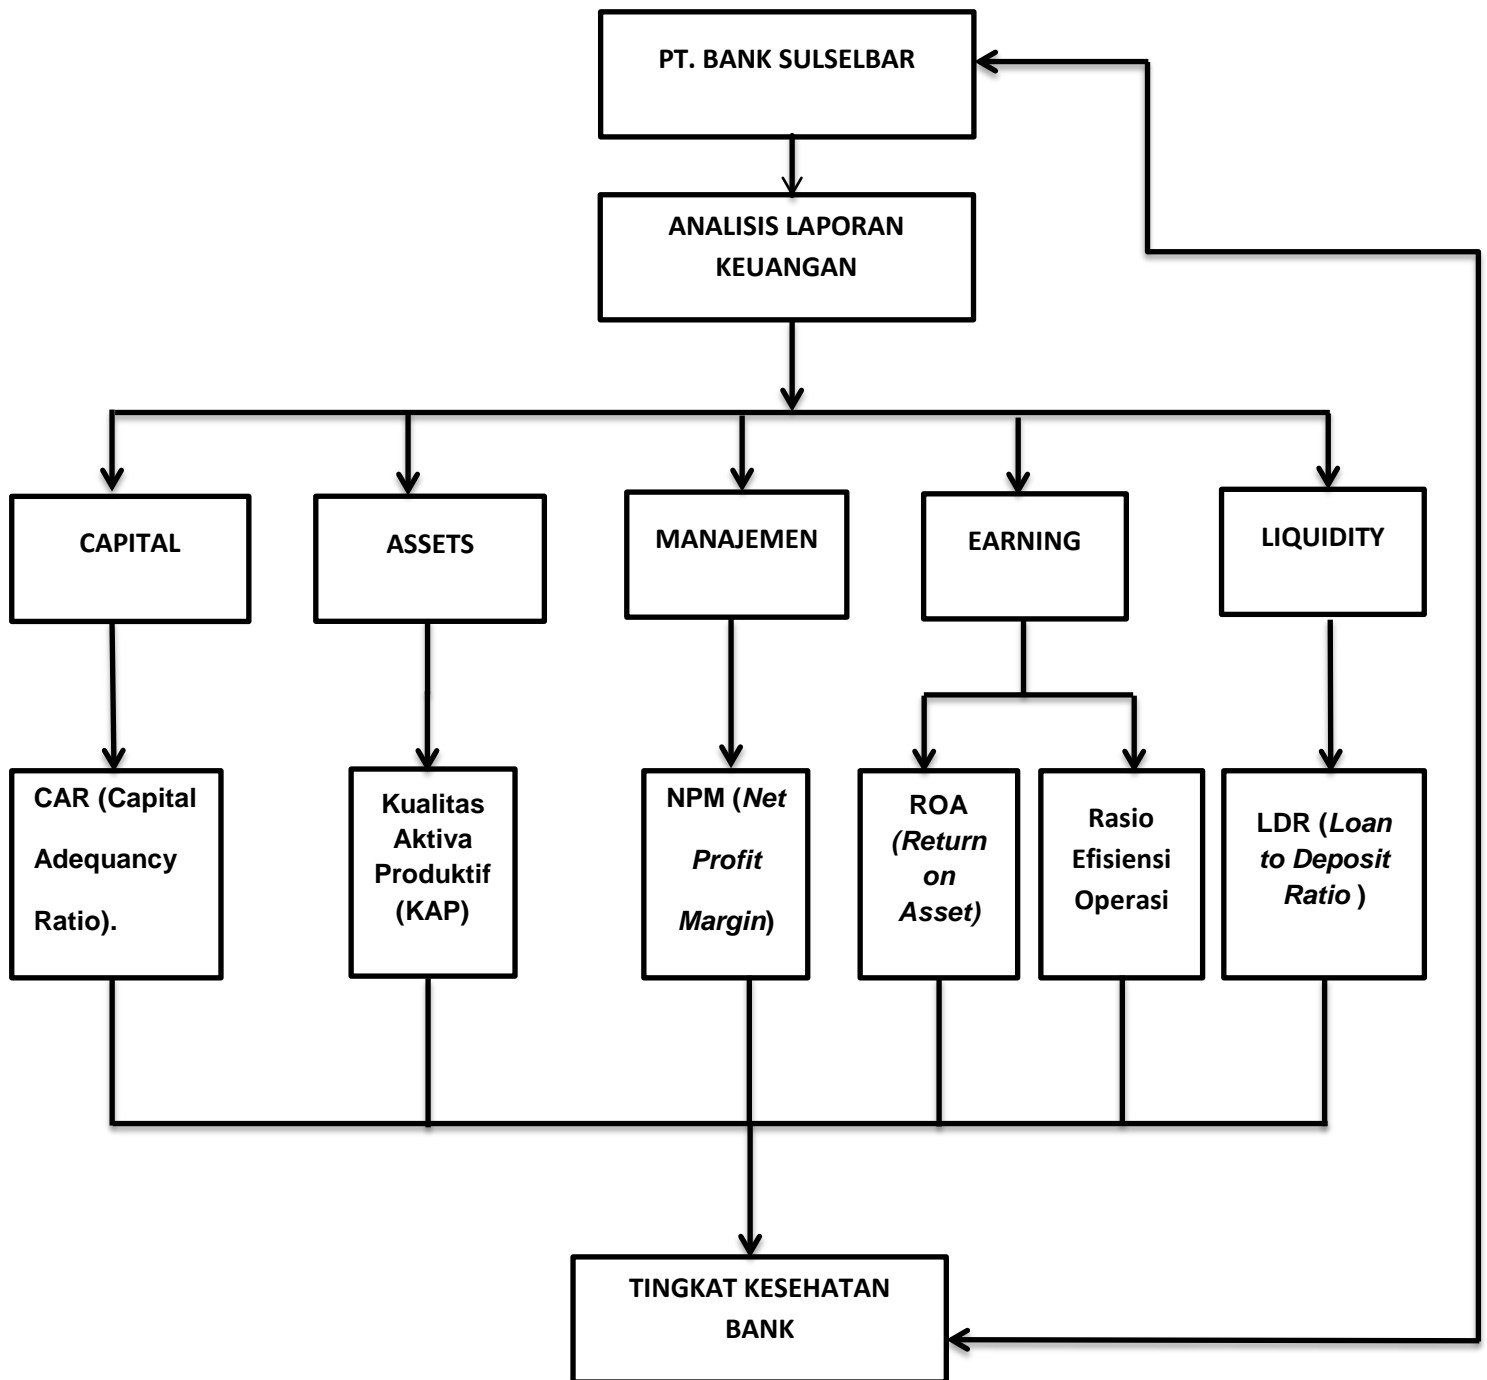 PT. BANK SULSELBAR
ANALISIS LAPORAN
KEUANGAN
CAPITAL
ASSETS
MANAJEMEN
EARNING
LIQUIDITY
CAR (Capital
Adequancy
Ratio).
Kualitas
Aktiva
Produktif
(KAP)
NPM (Net
Profit
Margin)
ROA
(Return
on
Asset)
Rasio
Efisiensi
Operasi
LDR (Loan
to Deposit
Ratio )
TINGKAT KESEHATAN
BANK